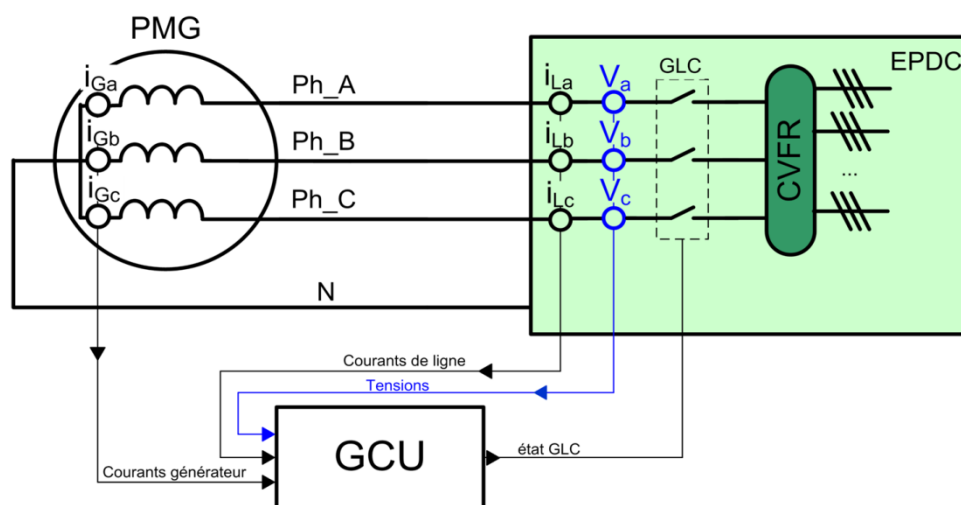 PMG
EPDC
GLC
iGa
Ph_A
iLa
Va
iGb
Ph_B
iLb
Vb
CVFR
...
iGc
Ph_C
iLc
Vc
N
Courants de ligne
Tensions
GCU
état GLC
Courants générateur